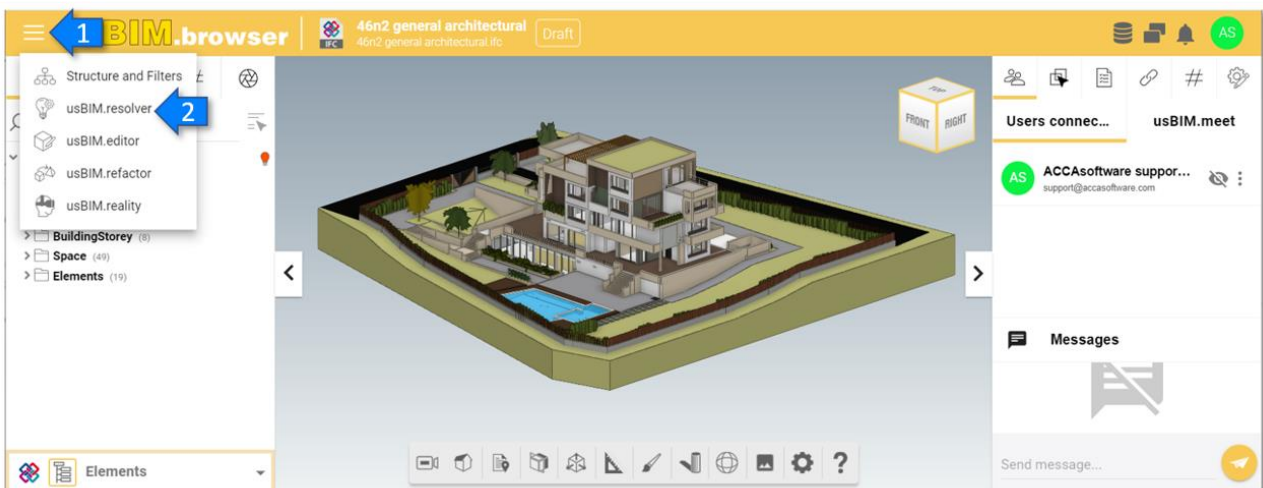 1
BIM.browser
IFC
46n2 general architectural
46n2 general architectural.ifc
Draft
AS
Structure and Filters
usBIM.resolver
2
usBIM.editor
usBIM.refactor
usBIM.reality
BuildingStorey (8)
Space (49)
Elements (19)
Elements
TOP
FRONT
RIGHT
#
Users connec...
usBIM.meet
AS
ACCAsoftware suppor...
support@accasoftware.com
Messages
Send message...
?